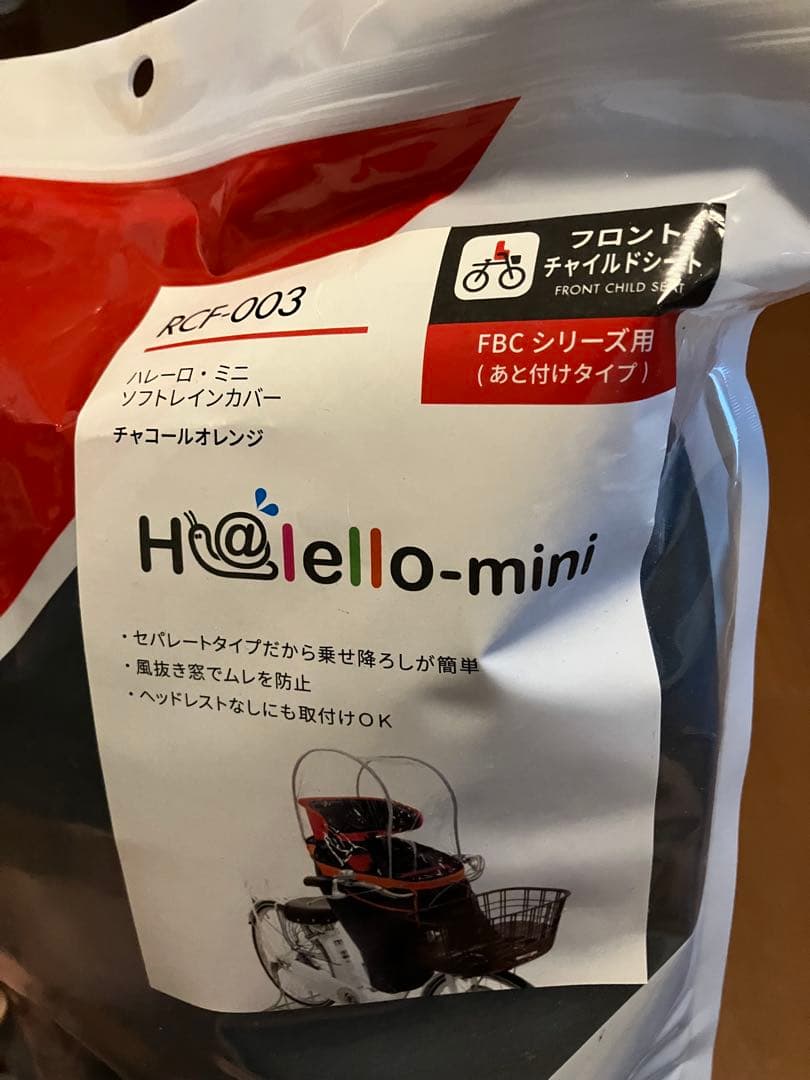 フロント
チャイルドシート
FRONT CHILD SEAT
FBC シリーズ用
( あと付けタイプ )
RCF-003
ハレーロ・ミニ
ソフトレインカバー
チャコールオレンジ
H@lello-mini
・セパレートタイプだから乗せ降ろしが簡単
・風抜き窓でムレを防止
・ヘッドレストなしにも取付けOK